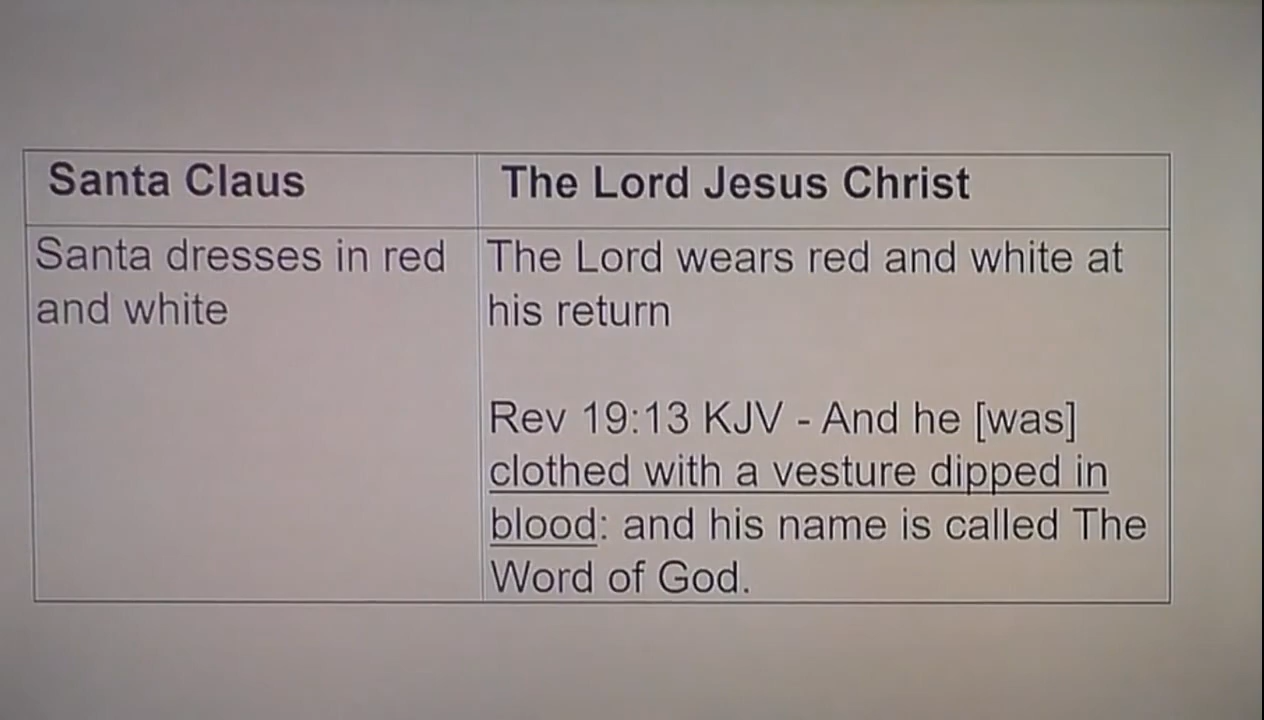 Santa Claus
The Lord Jesus Christ
Santa dresses in red
and white
The Lord wears red and white at
his return
Rev 19:13 KJV - And he [was]
clothed with a vesture dipped in
blood: and his name is called The
Word of God.